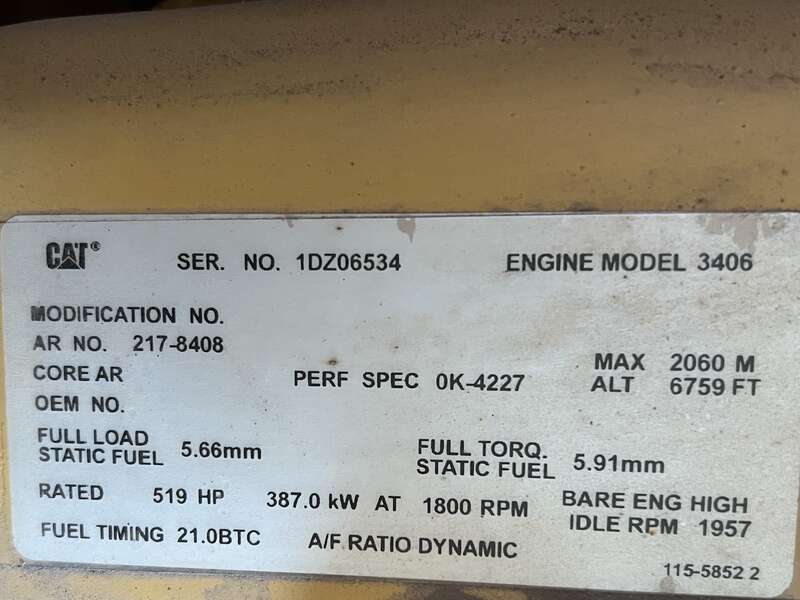 CAT® SER. NO. 1DZ06534 ENGINE MODEL 3406
MODIFICATION NO.
AR NO. 217-8408
CORE AR PERF SPEC 0K-4227 MAX ALT 2060 M 6759 FT
OEM NO.
FULL LOAD STATIC FUEL 5.66mm FULL TORQ. STATIC FUEL 5.91mm
RATED 519 HP 387.0 kW AT 1800 RPM BARE ENG HIGH IDLE RPM 1957
FUEL TIMING 21.0BTC A/F RATIO DYNAMIC
115-5852 2